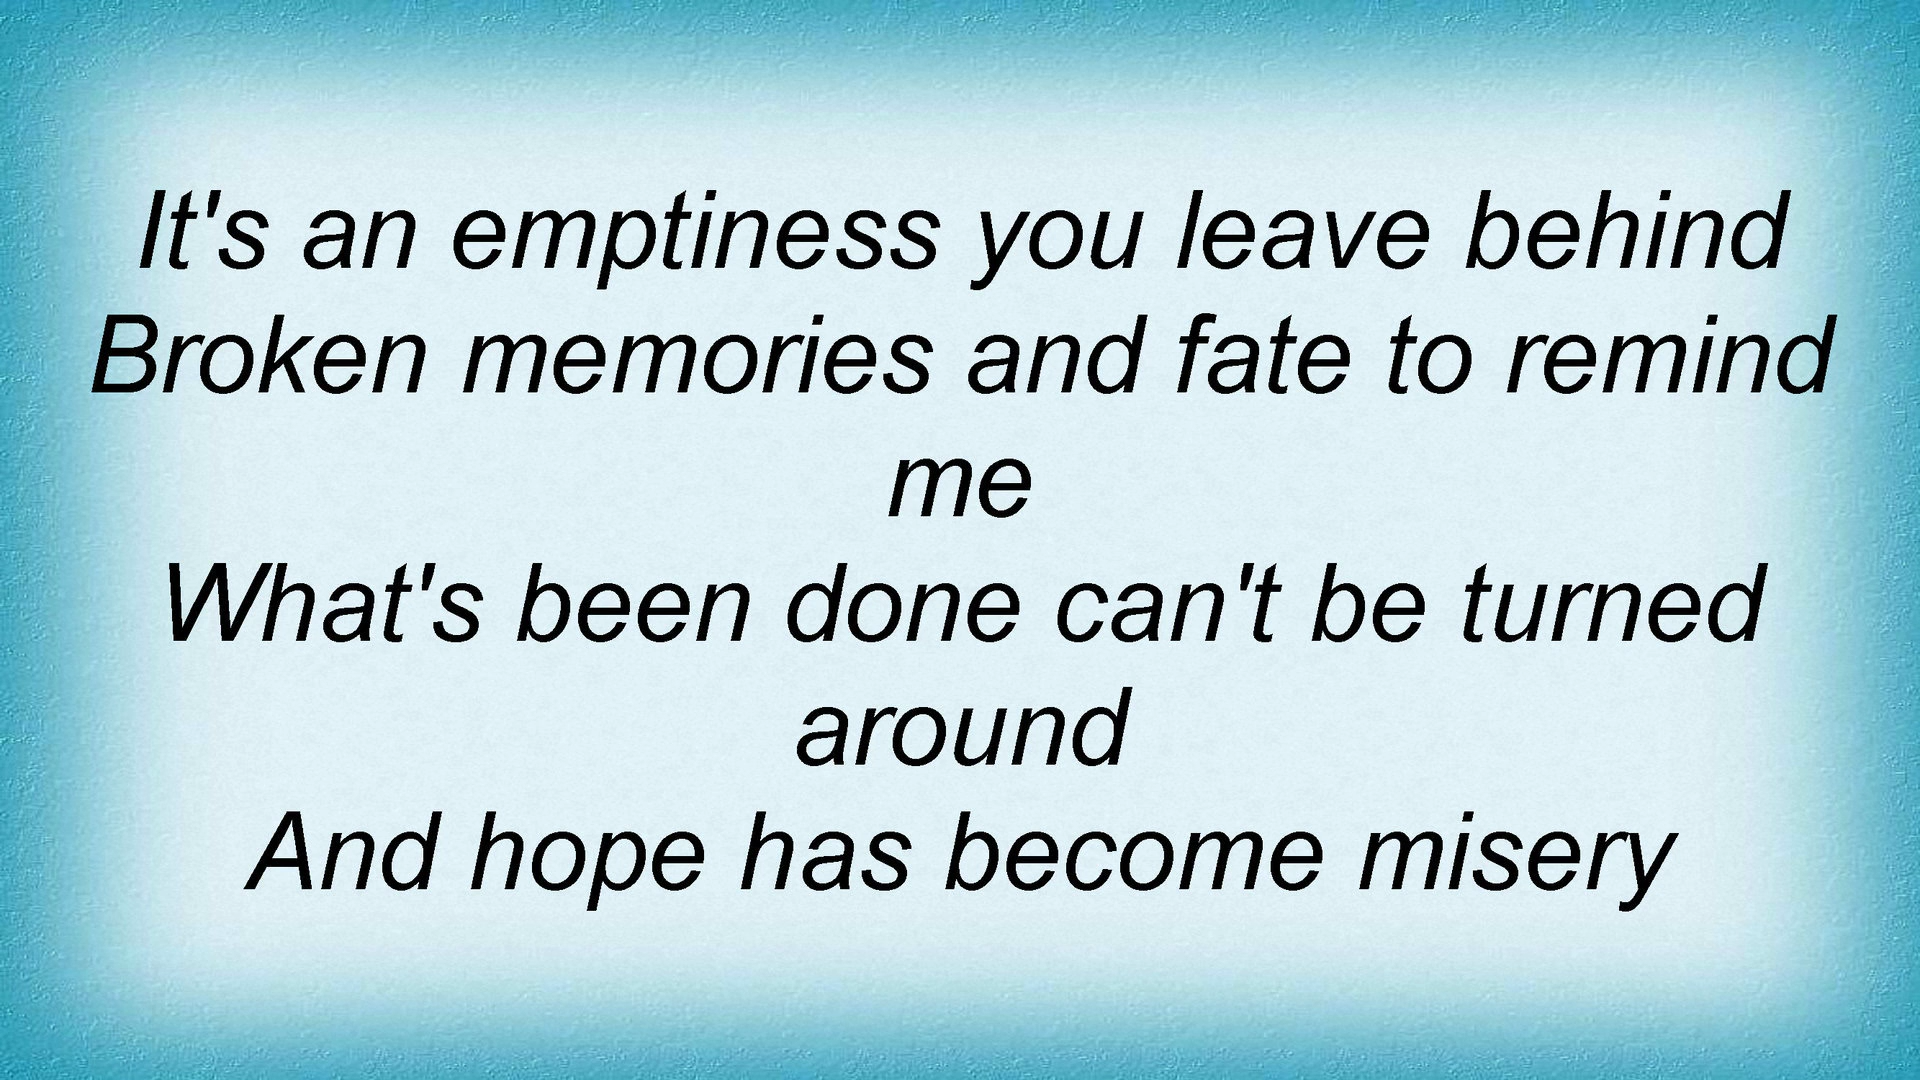 It's an emptiness you leave behind
Broken memories and fate to remind
me
What's been done can't be turned
around
And hope has become misery